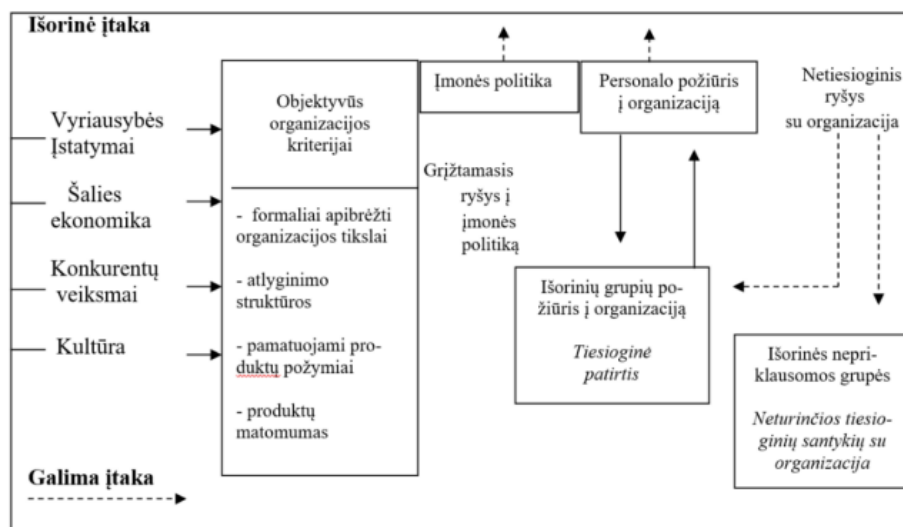 Išorinė įtaka
Vyriausybės
Įstatymai
Šalies
ekonomika
Konkurentų
veiksmai
Kultūra
Galima įtaka
Objektyvūs
organizacijos
kriterijai
- formaliai apibrėžti
organizacijos tikslai
- atlyginimo
struktūros
- pamatuojami pro-
duktų požymiai
- produktų
matomumas
Įmonės politika
Grįžtamasis
ryšys į
įmonės
politiką
Personalo požiūris
į organizaciją
Išorinių grupių po-
žiūris į organizaciją
Tiesioginė
patirtis
Netiesioginis
ryšys
su organizacija
Išorinės nepri-
klausomos grupės
Neturinčios tiesio-
ginių santykių su
organizacija